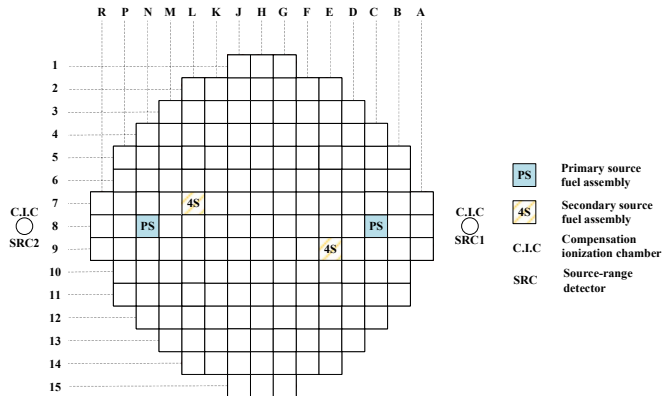 R P N M L K J H G F E D C B A
1
2
3
4
5
6
7
8
9
10
11
12
13
14
15
4S
PS
PS
4S
C.I.C
SRC2
C.I.C
SRC1
PS
Primary source
fuel assembly
4S
Secondary source
fuel assembly
C.I.C
Compensation
ionization chamber
SRC
Source-range
detector